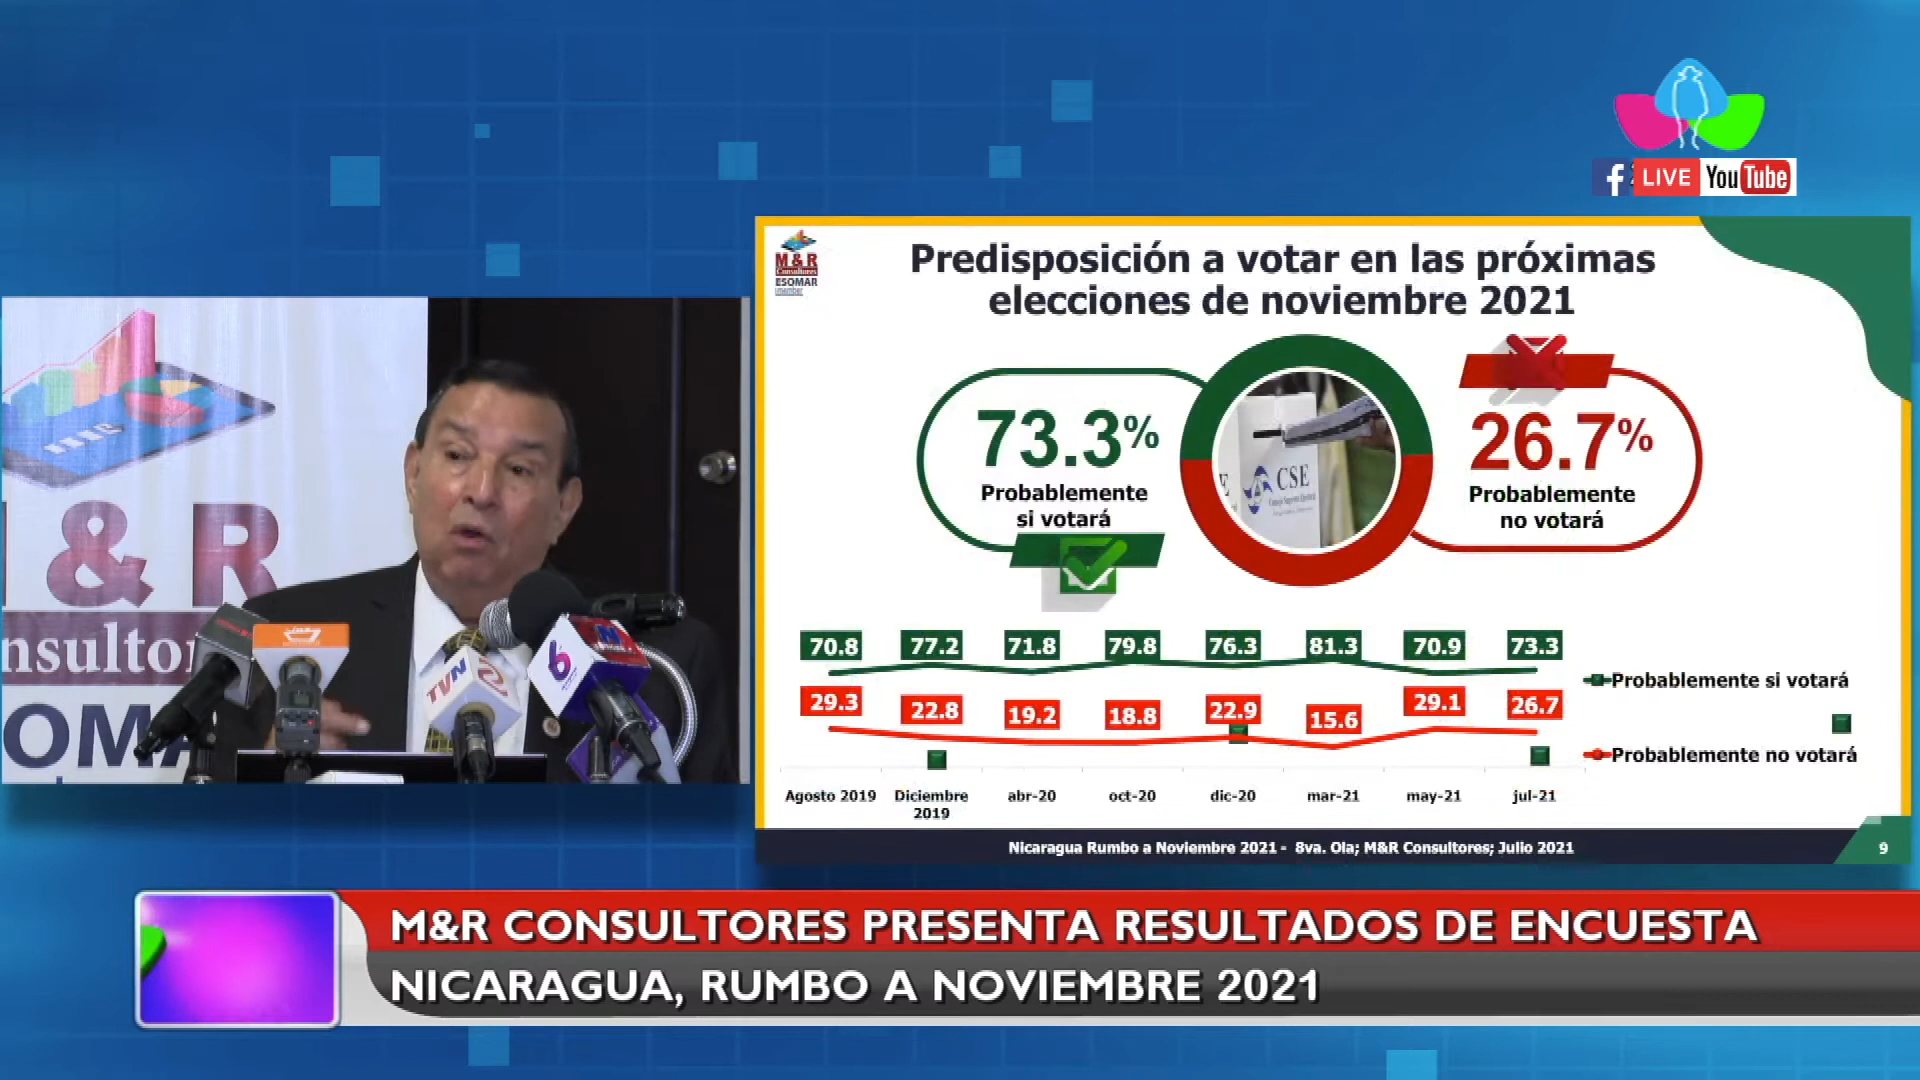 f LIVE YouTube
M&R
Consultores
ESOMAR
member
Predisposición a votar en las próximas
elecciones de noviembre 2021
73.3%
Probablemente
si votará
CSE
26.7%
Probablemente
no votará
70.8 77.2 71.8 79.8 76.3 81.3 70.9 73.3
29.3 22.8 19.2 18.8 22.9 15.6 29.1 26.7
Probablemente si votará
Probablemente no votará
Agosto 2019 Diciembre 2019 abr-20 oct-20 dic-20 mar-21 may-21 jul-21
Nicaragua Rumbo a Noviembre 2021 - 8va. Ola; M&R Consultores; Julio 2021
9
& R
nsultor
ESOM
TVN
2
6
N
M&R CONSULTORES PRESENTA RESULTADOS DE ENCUESTA
NICARAGUA, RUMBO A NOVIEMBRE 2021